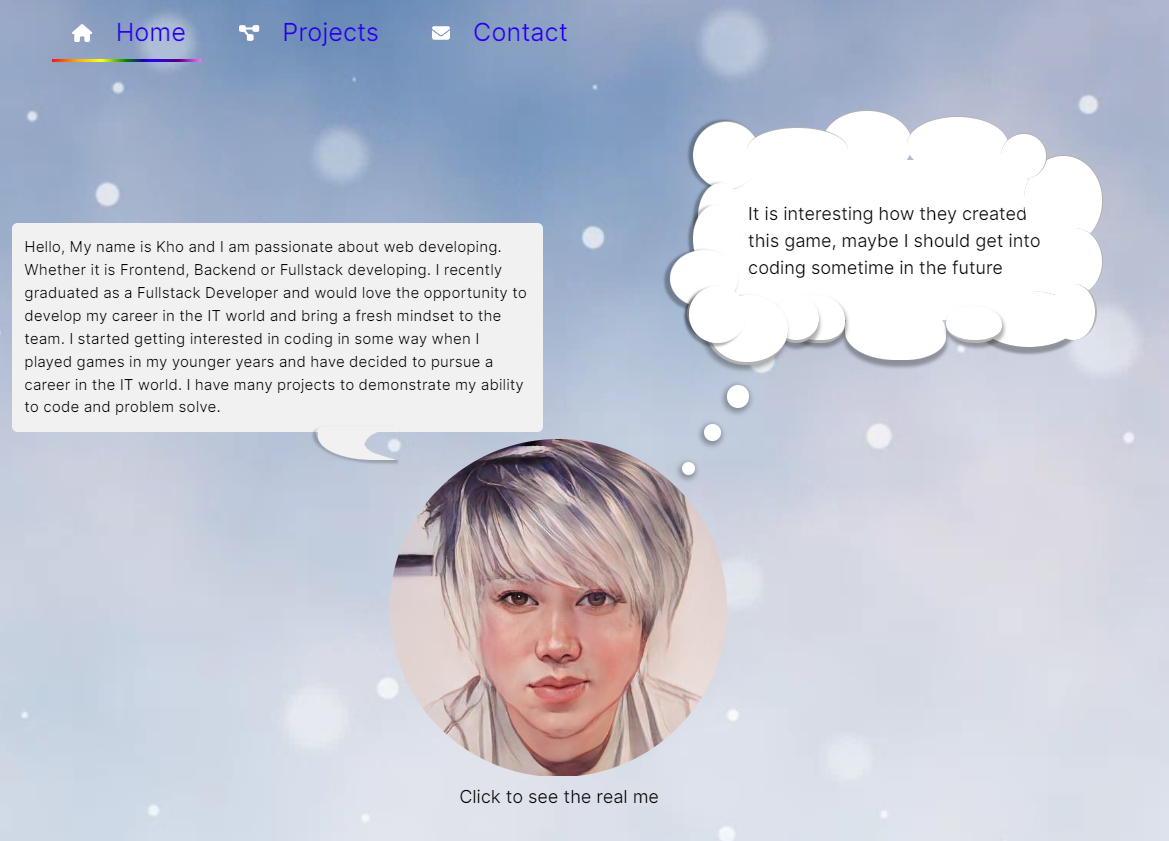 Home Projects Contact
Hello, My name is Kho and I am passionate about web developing.
Whether it is Frontend, Backend or Fullstack developing. I recently
graduated as a Fullstack Developer and would love the opportunity to
develop my career in the IT world and bring a fresh mindset to the
team. I started getting interested in coding in some way when I
played games in my younger years and have decided to pursue a
career in the IT world. I have many projects to demonstrate my ability
to code and problem solve.
It is interesting how they created
this game, maybe I should get into
coding sometime in the future
Click to see the real me